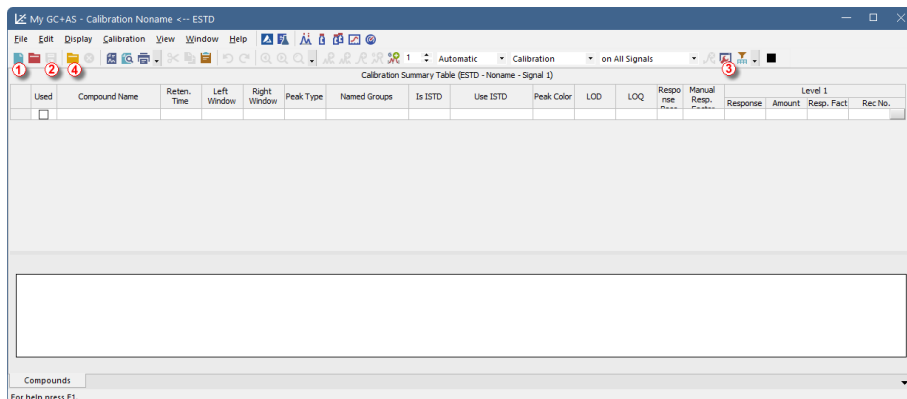 My GC+AS - Calibration Noname <-- ESTD
File Edit Display Calibration View Window Help
1 Automatic Calibration on All Signals
1 2 4 3
Calibration Summary Table (ESTD - Noname - Signal 1)
Used Compound Name Reten. Time Left Window Right Window Peak Type Named Groups Is ISTD Use ISTD Peak Color LOD LOQ Respo nse Manual Resp. Level 1
Response Amount Resp. Fact Rec No.
Compounds
For help press F1